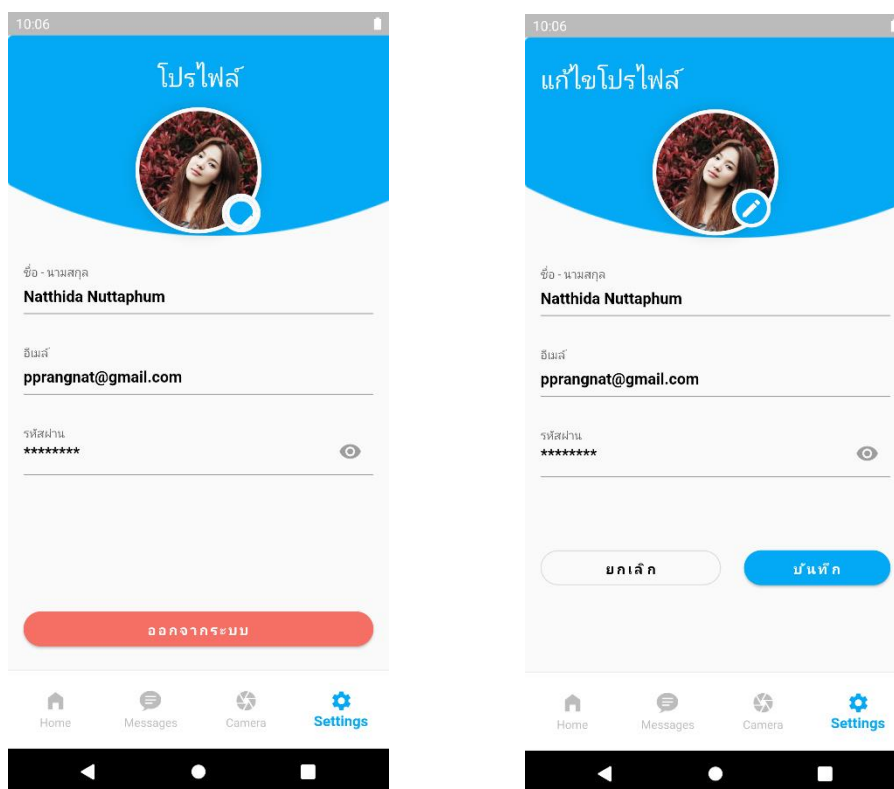 10:06
โปรไฟล์
ชื่อ - นามสกุล
Natthida Nuttaphum
อีเมล์
pprangnat@gmail.com
รหัสผ่าน
********
ออกจากระบบ
Home Messages Camera Settings
10:06
แก้ไขโปรไฟล์
ชื่อ - นามสกุล
Natthida Nuttaphum
อีเมล์
pprangnat@gmail.com
รหัสผ่าน
********
ยกเลิก บันทึก
Home Messages Camera Settings